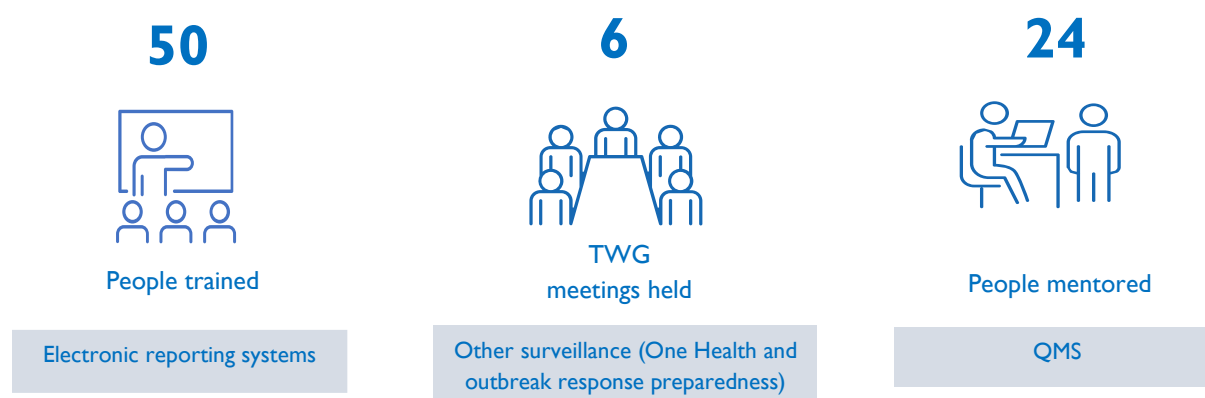 50
6
24
People trained
TWG
meetings held
People mentored
Electronic reporting systems
Other surveillance (One Health and
outbreak response preparedness)
QMS